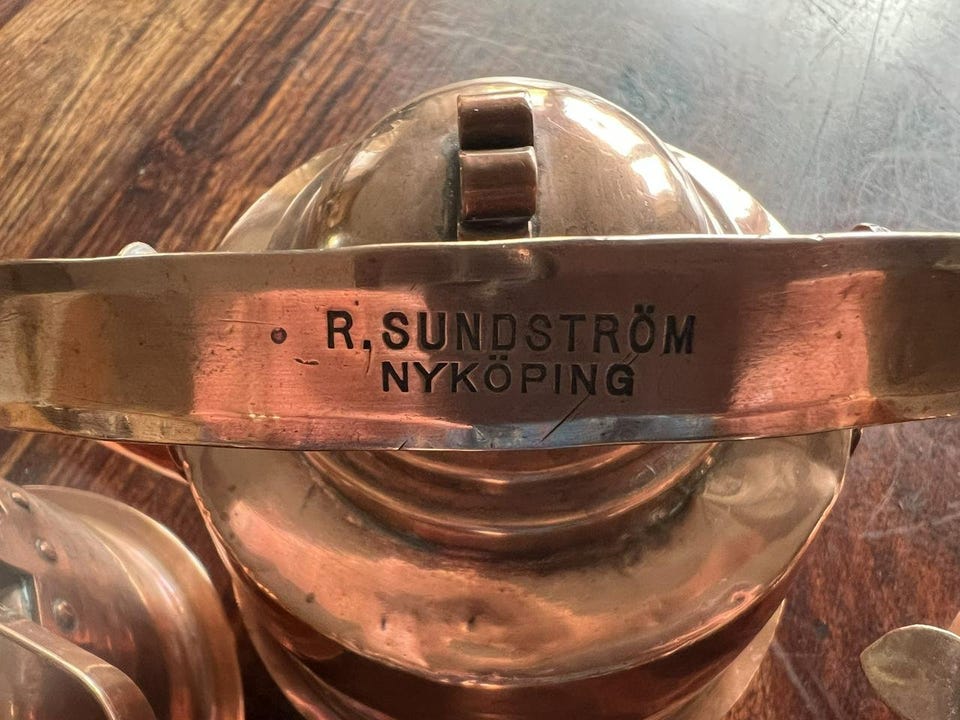 R, SUNDSTRÖM
NYKÖPING